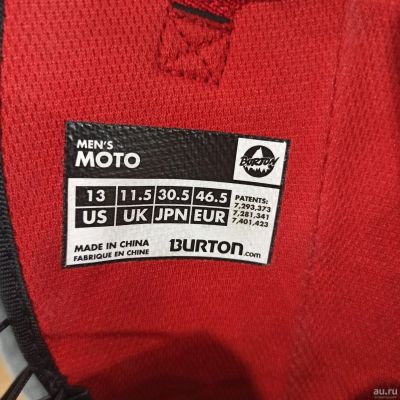 MEN'S
MOTO
BURTON
13 11.5 30.5 46.5
US UK JPN EUR
PATENTS:
7,293,373
7,281,341
7,401,423
MADE IN CHINA
FABRIQUE EN CHINE
BURTON.com
au.ru